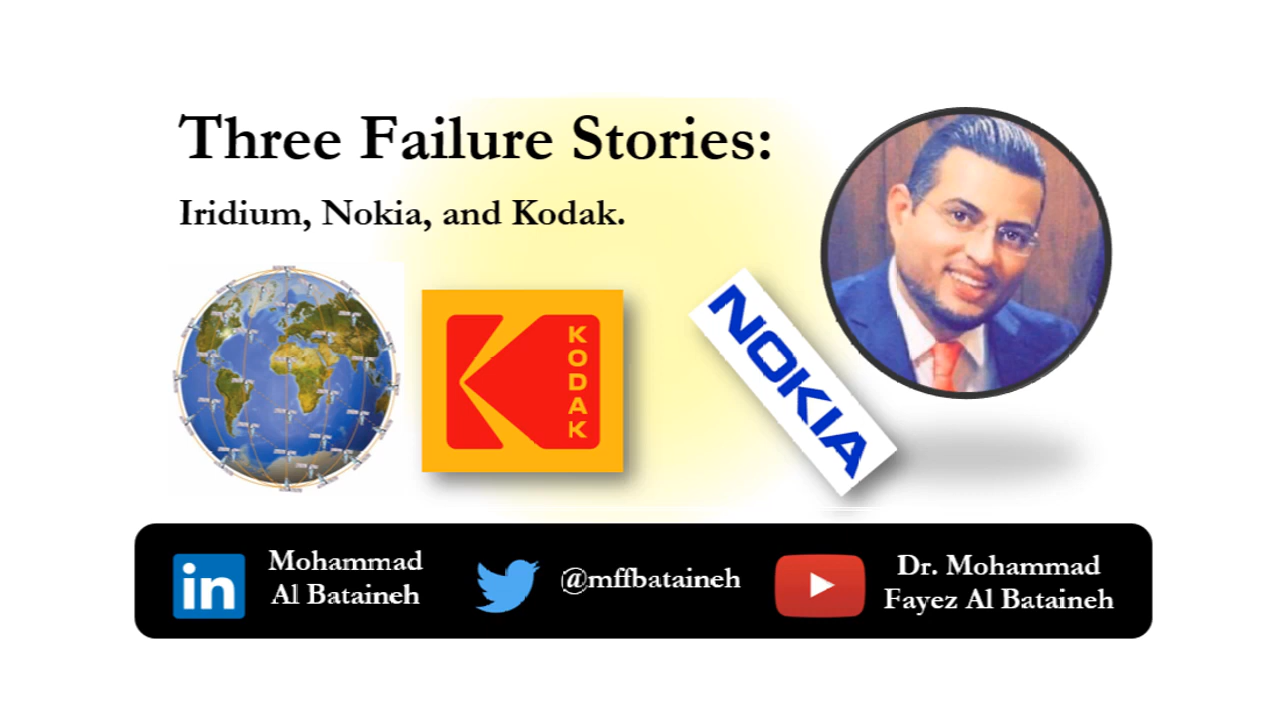 Three Failure Stories:
Iridium, Nokia, and Kodak.
KODAK
NOKIA
in
Mohammad
Al Bataineh
@mffbataineh
Dr. Mohammad
Fayez Al Bataineh